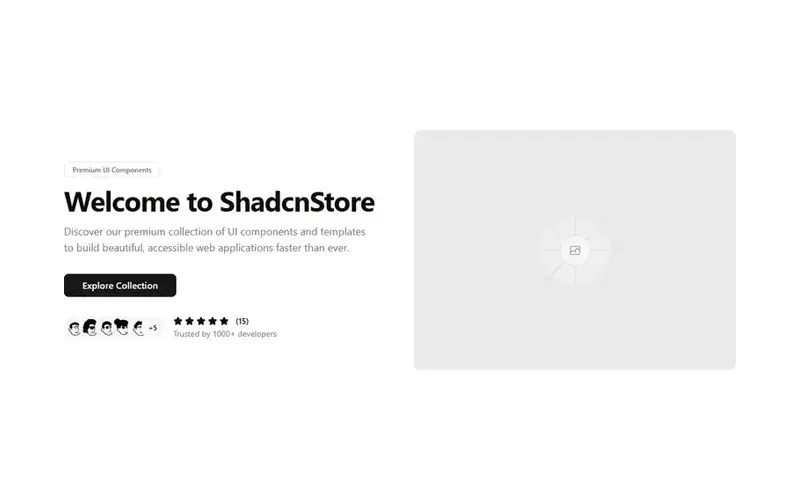 Premium UI Components
Welcome to ShadcnStore
Discover our premium collection of UI components and templates
to build beautiful, accessible web applications faster than ever.
Explore Collection
+5
(15)
Trusted by 1000+ developers